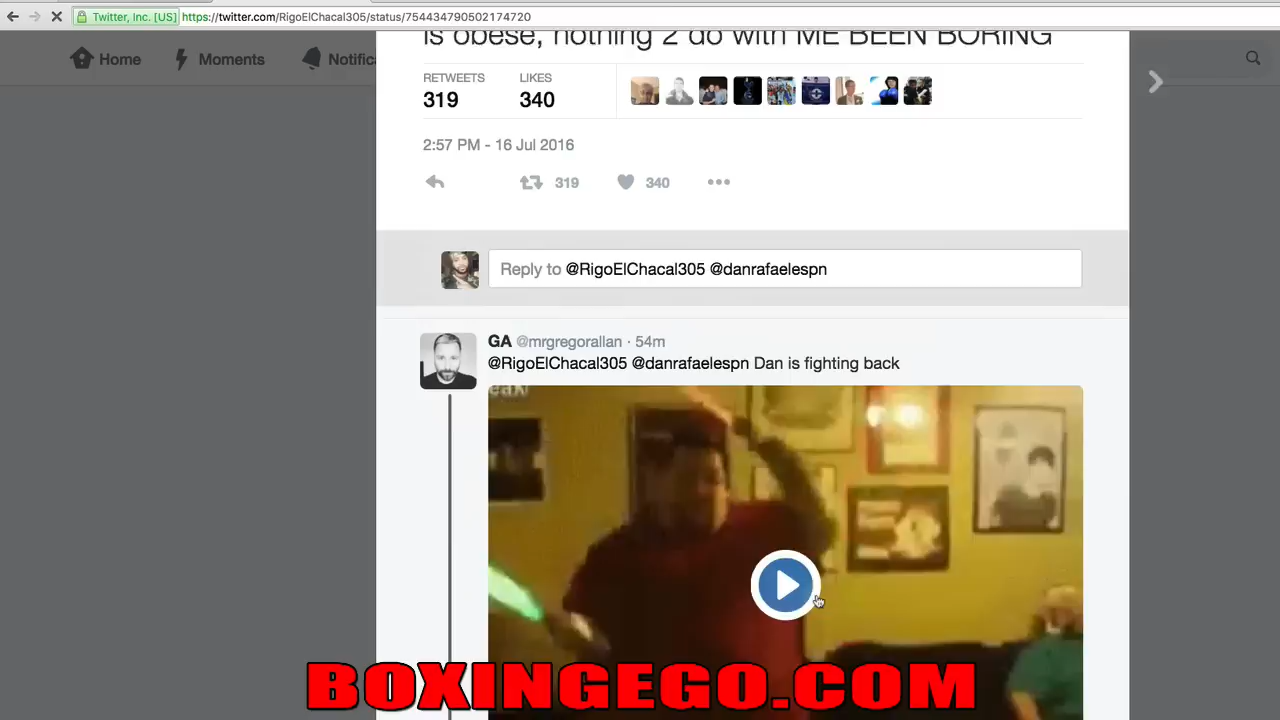 Twitter, Inc. [US] https://twitter.com/RigoElChacal305/status/754434790502174720
is obese, nothing 2 do with ME BEEN BORING
Home Moments
RETWEETS LIKES
319 340
2:57 PM - 16 Jul 2016
319 340
Reply to @RigoElChacal305 @danrafaelespn
GA @mrgregorallan · 54m
@RigoElChacal305 @danrafaelespn Dan is fighting back
BOXINGEGO.COM